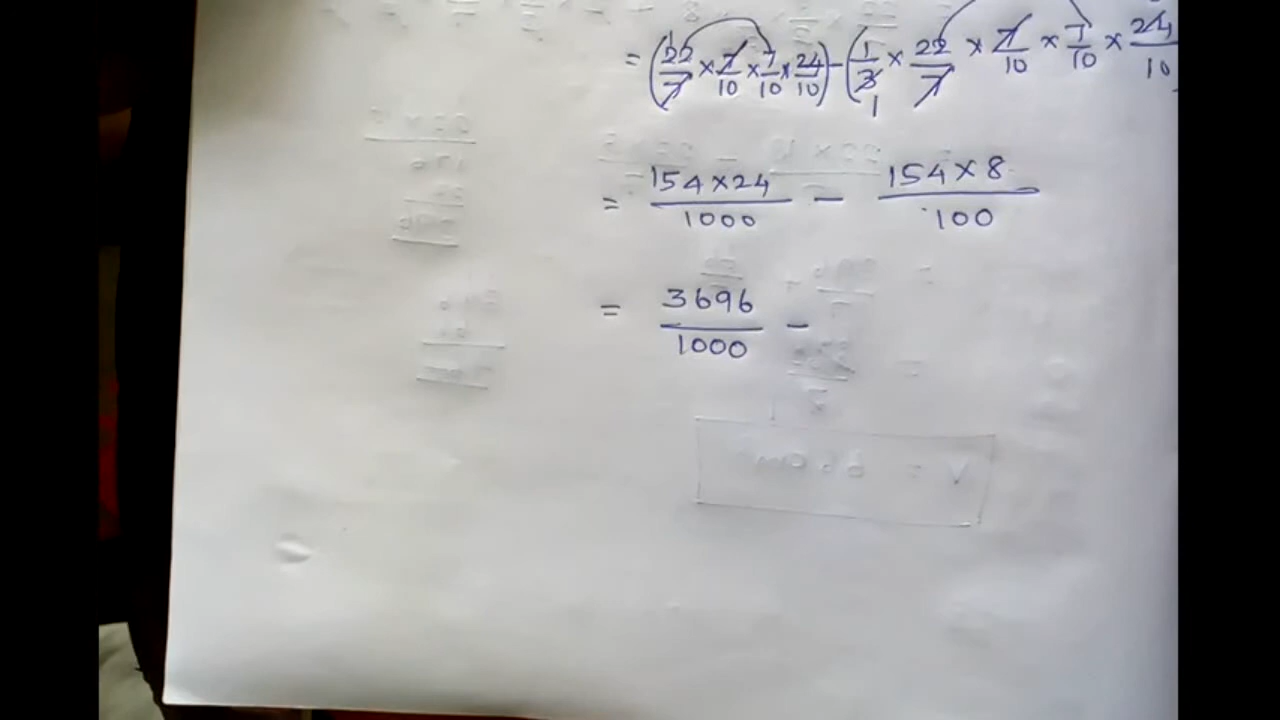 = (22/7 × 7/10 × 7/10 × 24/10) - (1/3 × 22/7 × 7/10 × 7/10 × 24/10
= 154×24/1000 - 154×8/100
= 3696/1000 -